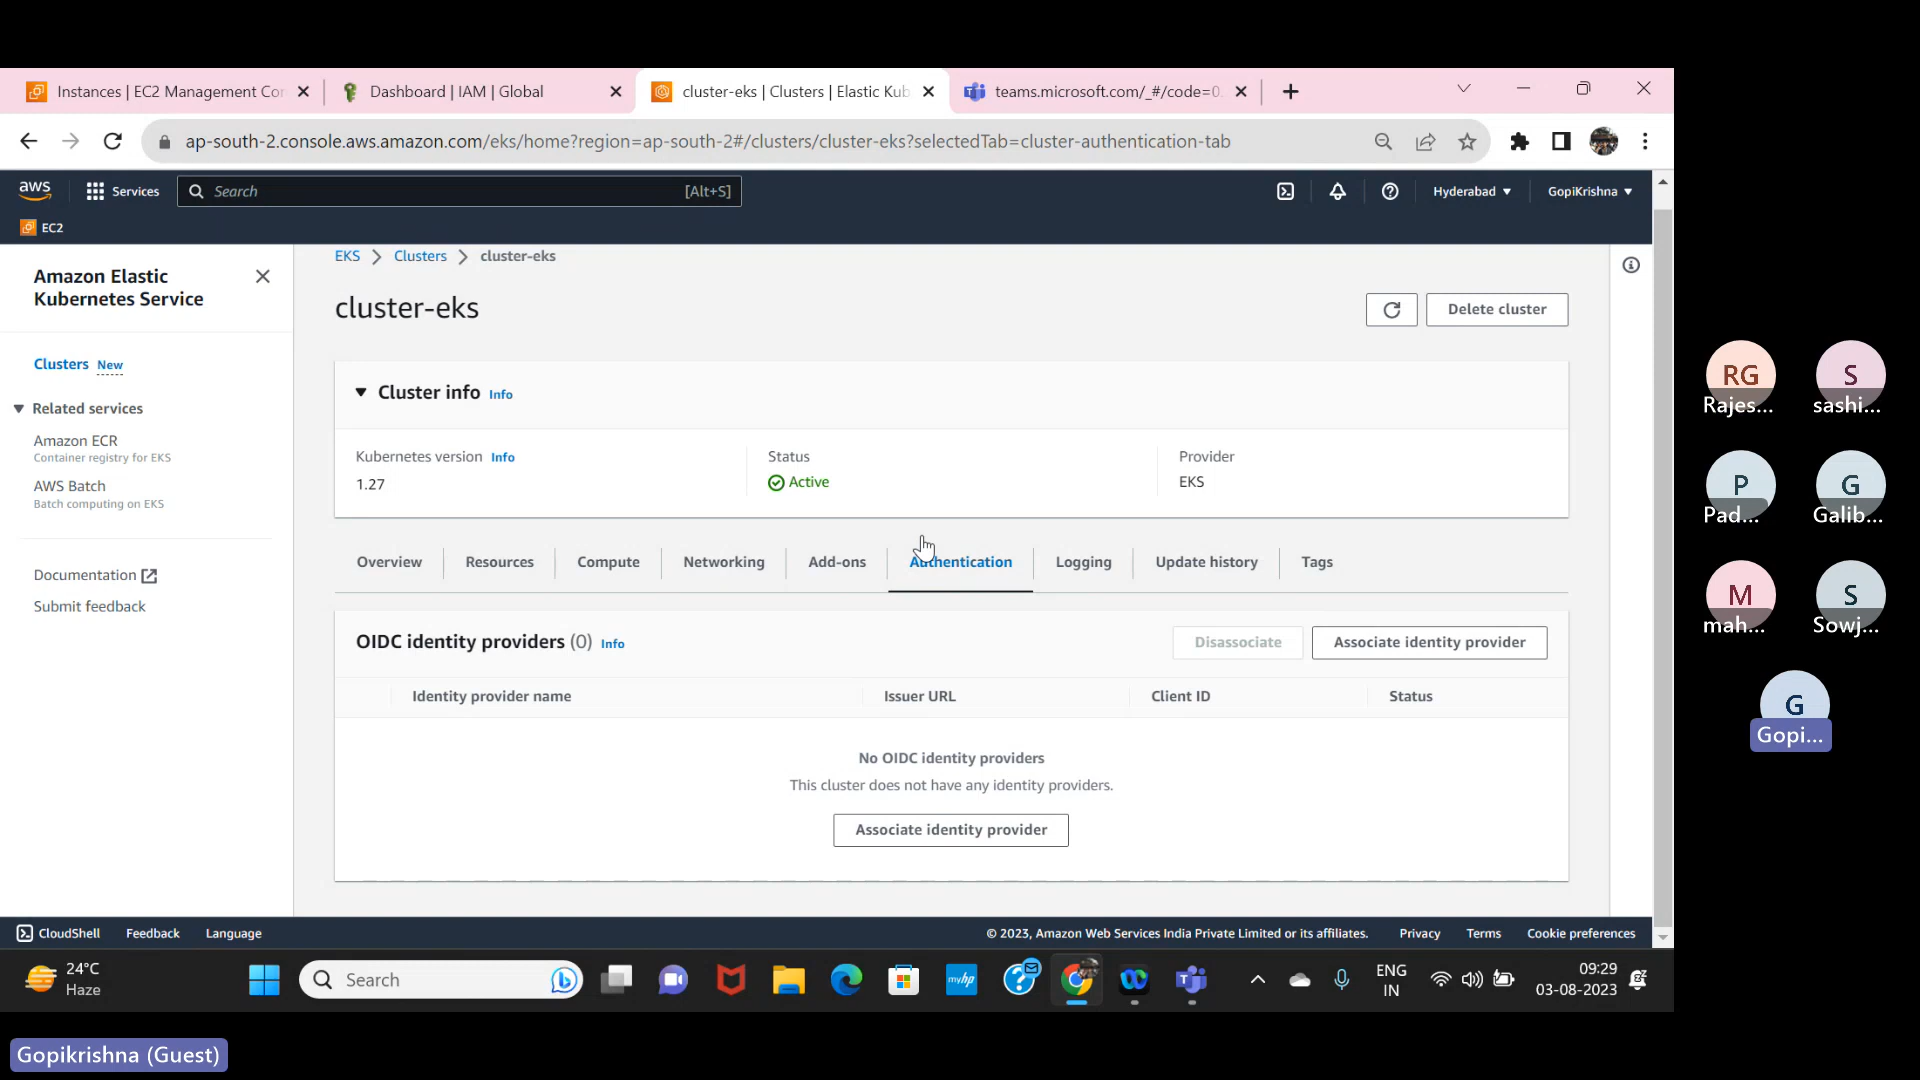 Instances | EC2 Management Cor
Dashboard | IAM | Global
cluster-eks | Clusters | Elastic Kub
teams.microsoft.com/_#/code=0.
ap-south-2.console.aws.amazon.com/eks/home?region=ap-south-2#/clusters/cluster-eks?selectedTab=cluster-authentication-tab
aws
Services
Search
[Alt+S]
Hyderabad
GopiKrishna
EC2
Amazon Elastic
Kubernetes Service
Clusters New
Related services
Amazon ECR
Container registry for EKS
AWS Batch
Batch computing on EKS
Documentation
Submit feedback
EKS
Clusters
cluster-eks
cluster-eks
Delete cluster
Cluster info Info
Kubernetes version Info
1.27
Status
Active
Provider
EKS
Overview
Resources
Compute
Networking
Add-ons
Authentication
Logging
Update history
Tags
OIDC identity providers (0) Info
Disassociate
Associate identity provider
Identity provider name
Issuer URL
Client ID
Status
No OIDC identity providers
This cluster does not have any identity providers.
Associate identity provider
CloudShell
Feedback
Language
© 2023, Amazon Web Services India Private Limited or its affiliates.
Privacy
Terms
Cookie preferences
24°C
Haze
Search
myhp
ENG
IN
09:29
03-08-2023
RG
Rajes...
S
sashi...
P
Pad...
G
Galib...
M
mah...
S
Sowj...
G
Gopi...
Gopikrishna (Guest)